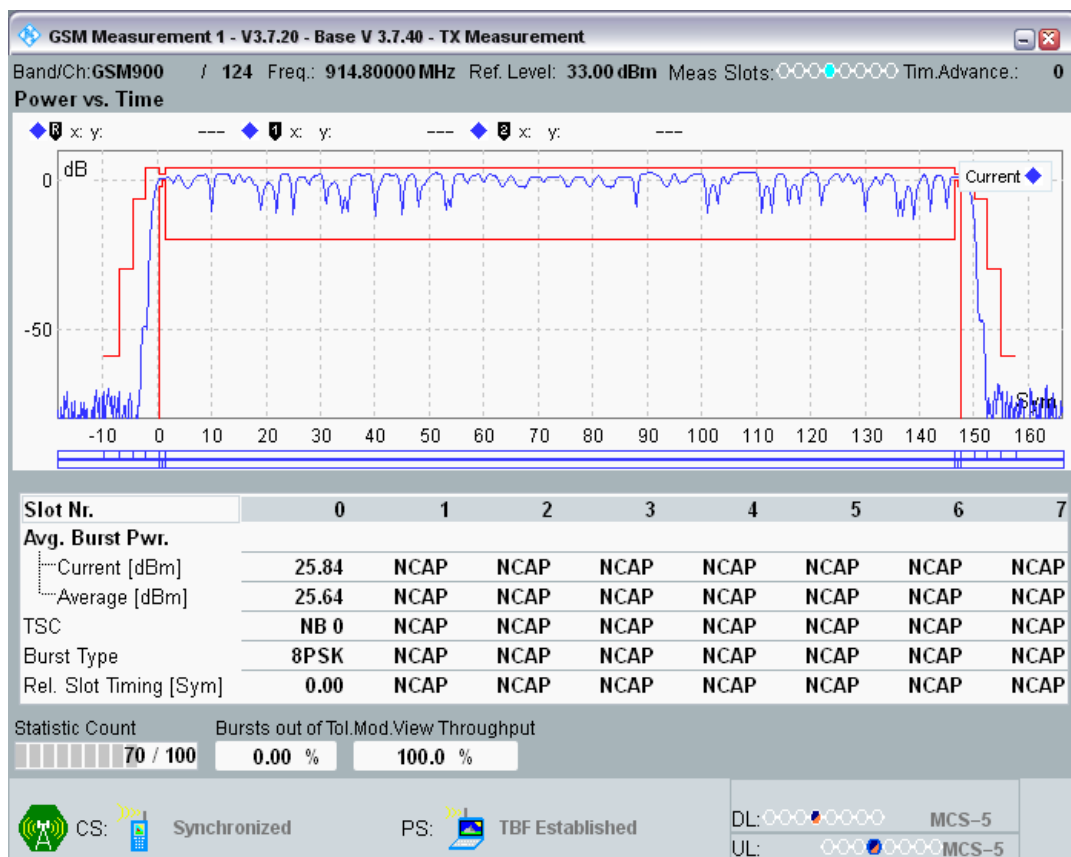 GSM Measurement 1 - V3.7.20 - Base V 3.7.40 - TX Measurement
Band/Ch:GSM900 / 124 Freq.: 914.80000 MHz Ref. Level: 33.00 dBm Meas Slots: Tim.Advance.: 0
Power vs. Time
R x: y: --- 1 x: y: --- 2 x: y: ---
dB
0
Current
-50
Sym
-10 0 10 20 30 40 50 60 70 80 90 100 110 120 130 140 150 160
Slot Nr. 0 1 2 3 4 5 6 7
Avg. Burst Pwr.
Current [dBm] 25.84 NCAP NCAP NCAP NCAP NCAP NCAP NCAP
Average [dBm] 25.64 NCAP NCAP NCAP NCAP NCAP NCAP NCAP
TSC NB 0 NCAP NCAP NCAP NCAP NCAP NCAP NCAP
Burst Type 8PSK NCAP NCAP NCAP NCAP NCAP NCAP NCAP
Rel. Slot Timing [Sym] 0.00 NCAP NCAP NCAP NCAP NCAP NCAP NCAP
Statistic Count Bursts out of Tol. Mod.View Throughput
70 / 100 0.00 % 100.0 %
CS: Synchronized PS: TBF Established DL: MCS-5
UL: MCS-5